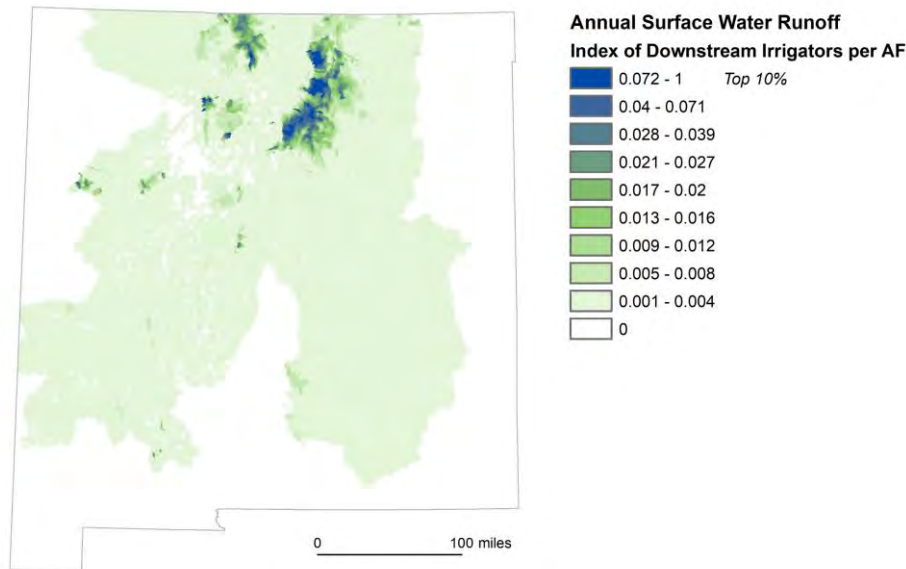 Annual Surface Water Runoff
Index of Downstream Irrigators per AF
0.072 - 1 Top 10%
0.04 - 0.071
0.028 - 0.039
0.021 - 0.027
0.017 - 0.02
0.013 - 0.016
0.009 - 0.012
0.005 - 0.008
0.001 - 0.004
0
0 100 miles